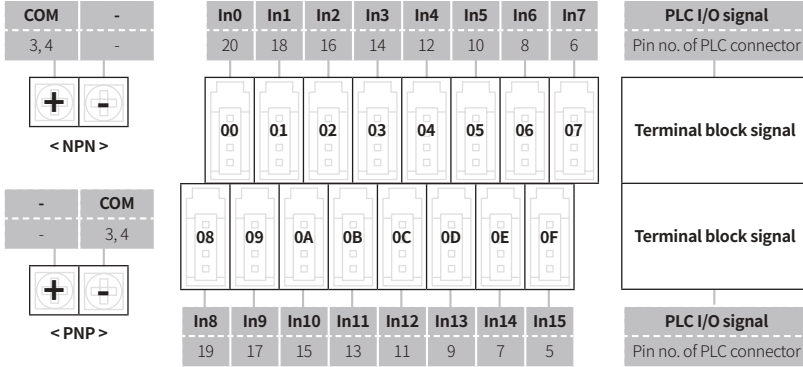 COM - In0 In1 In2 In3 In4 In5 In6 In7 PLC I/O signal
3, 4 - 20 18 16 14 12 10 8 6 Pin no. of PLC connector
+ -
00 01 02 03 04 05 06 07 Terminal block signal
< NPN >
- COM
- 3, 4
08 09 0A 0B 0C 0D 0E 0F Terminal block signal
+ -
< PNP >
In8 In9 In10 In11 In12 In13 In14 In15 PLC I/O signal
19 17 15 13 11 9 7 5 Pin no. of PLC connector